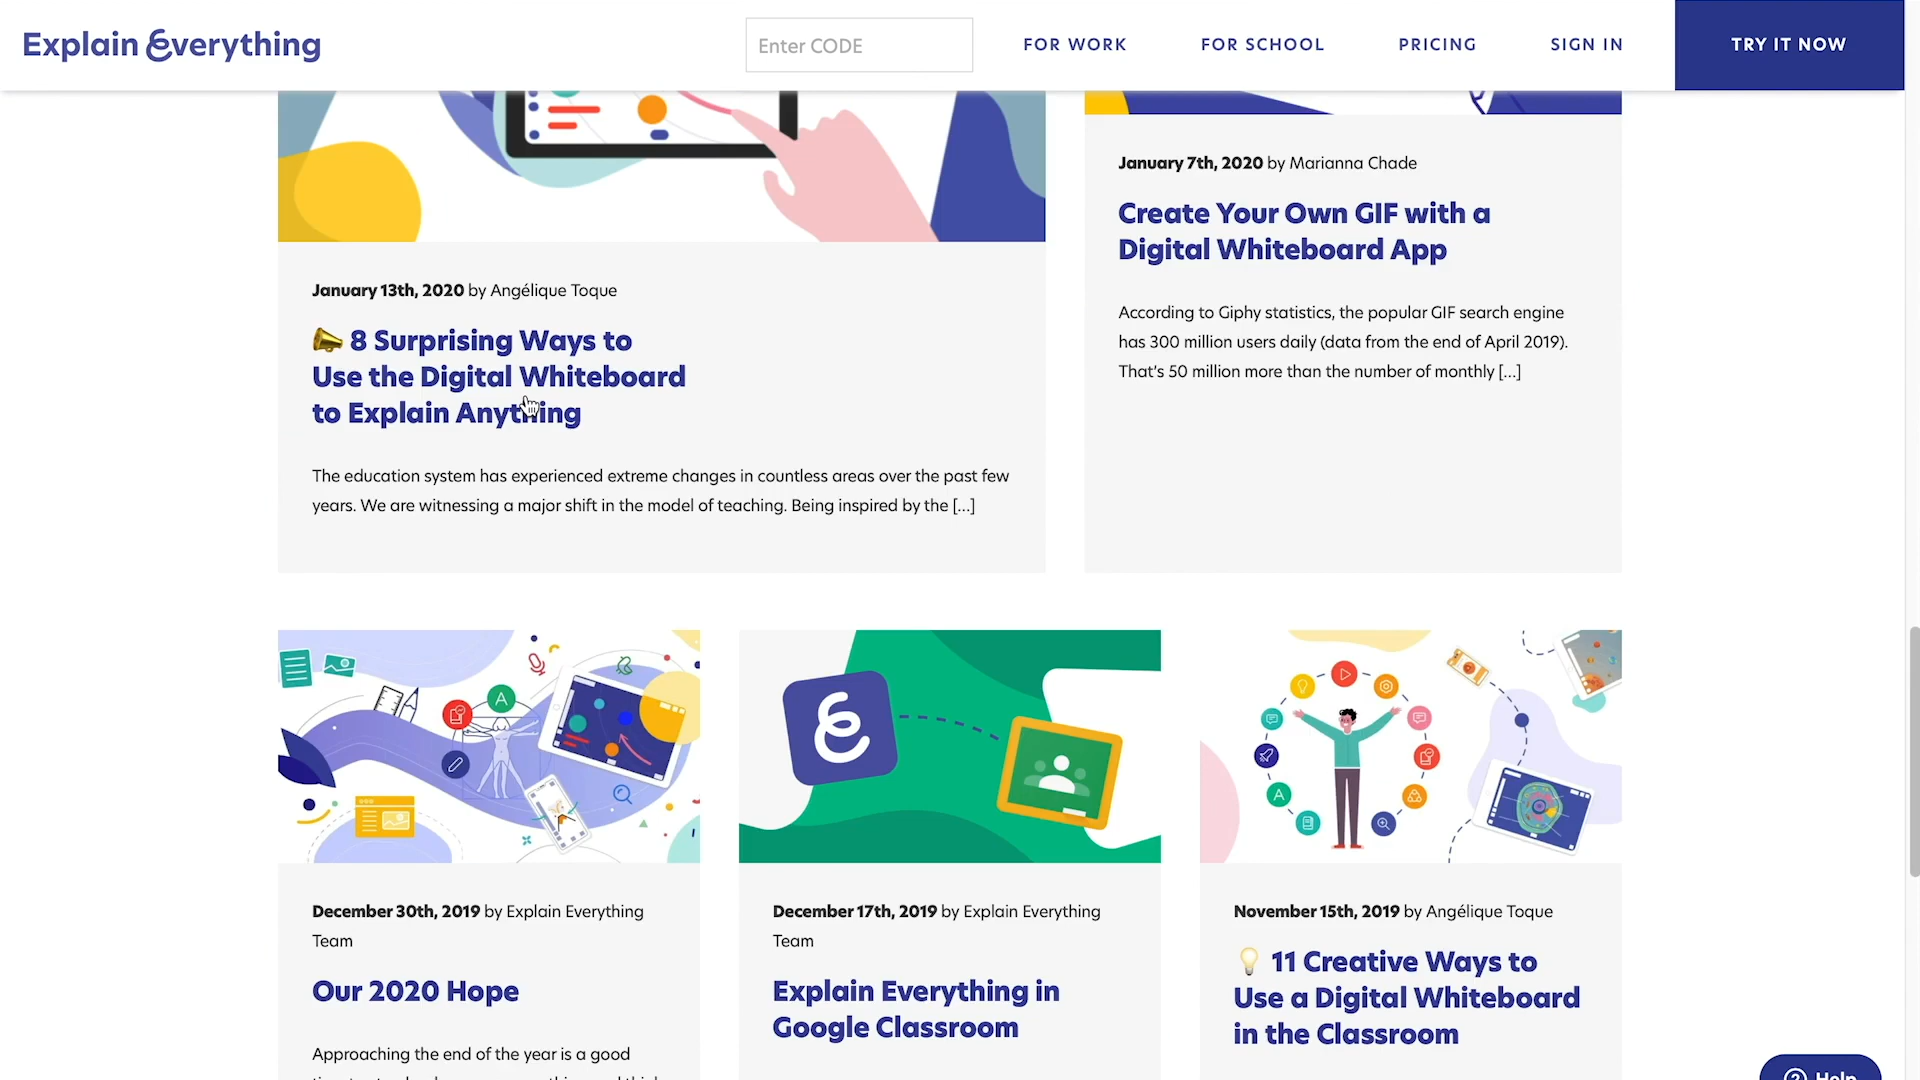 Explain Everything
Enter CODE
FOR WORK
FOR SCHOOL
PRICING
SIGN IN
TRY IT NOW
January 13th, 2020 by Angélique Toque
📣 8 Surprising Ways to
Use the Digital Whiteboard
to Explain Anything
The education system has experienced extreme changes in countless areas over the past few
years. We are witnessing a major shift in the model of teaching. Being inspired by the [...]
January 7th, 2020 by Marianna Chade
Create Your Own GIF with a
Digital Whiteboard App
According to Giphy statistics, the popular GIF search engine
has 300 million users daily (data from the end of April 2019).
That's 50 million more than the number of monthly [...]
December 30th, 2019 by Explain Everything
Team
Our 2020 Hope
Approaching the end of the year is a good
December 17th, 2019 by Explain Everything
Team
Explain Everything in
Google Classroom
November 15th, 2019 by Angélique Toque
💡 11 Creative Ways to
Use a Digital Whiteboard
in the Classroom
Help